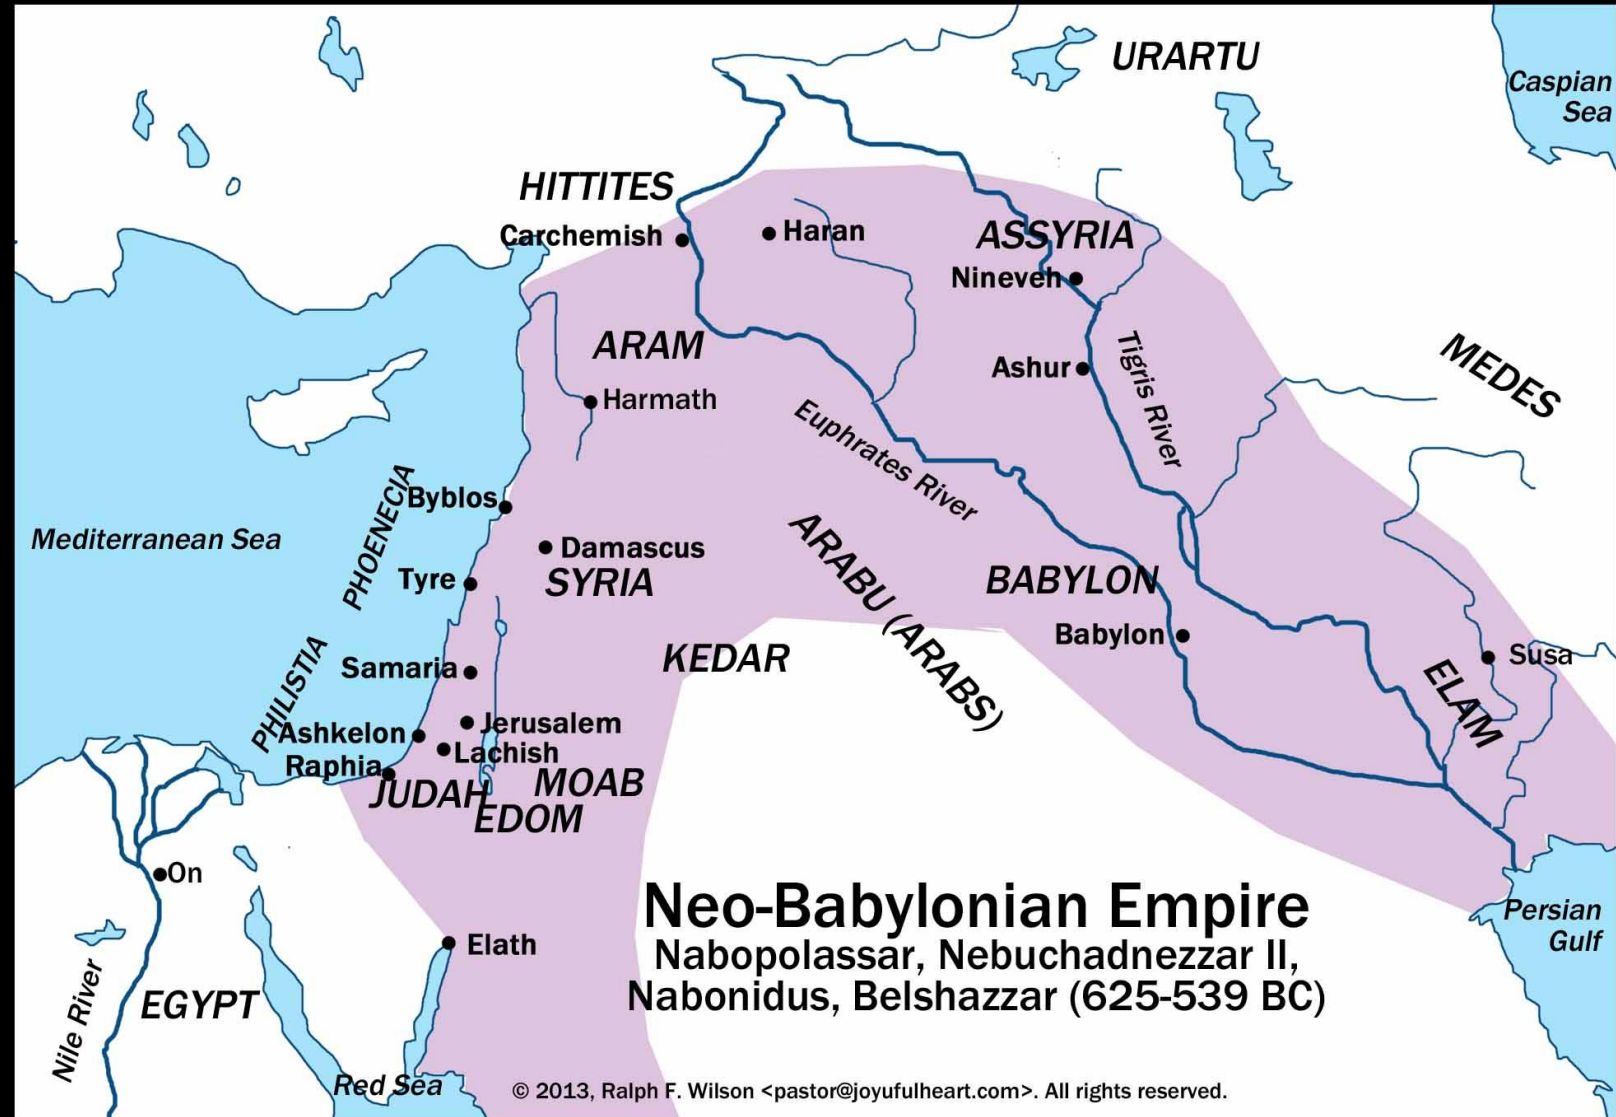 URARTU
Caspian
Sea
HITTITES
Carchemish
Haran
ASSYRIA
Nineveh
ARAM
Tigris River
MEDES
Ashur
Harmath
Euphrates River
PHOENECIA
Byblos
Mediterranean Sea
Damascus
SYRIA
Tyre
ARABU (ARABS)
BABYLON
Babylon
KEDAR
Samaria
Susa
ELAM
PHILISTIA
Jerusalem
Ashkelon
Lachish
Raphia
JUDAH
MOAB
EDOM
On
Elath
Persian
Gulf
Nile River
EGYPT
Red Sea
Neo-Babylonian Empire
Nabopolassar, Nebuchadnezzar II,
Nabonidus, Belshazzar (625-539 BC)
© 2013, Ralph F. Wilson <pastor@joyufulheart.com>. All rights reserved.